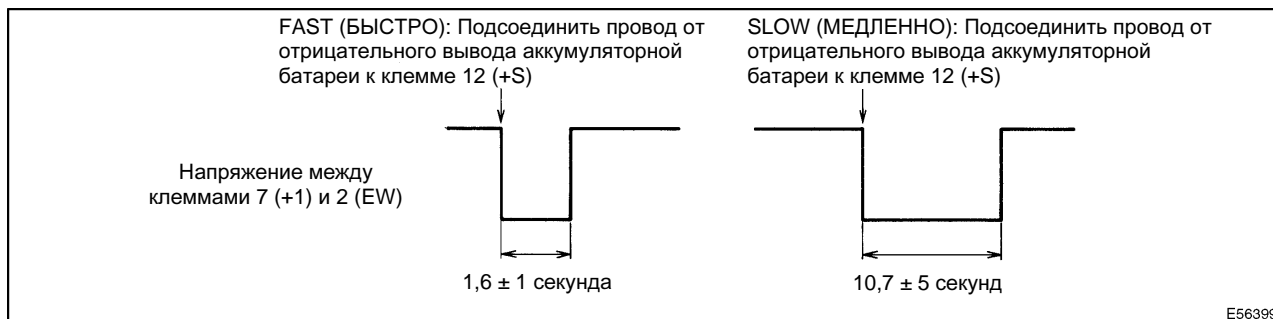 FAST (БЫСТРО): Подсоединить провод от
отрицательного вывода аккумуляторной
батареи к клемме 12 (+S)
SLOW (МЕДЛЕННО): Подсоединить провод от
отрицательного вывода аккумуляторной
батареи к клемме 12 (+S)
Напряжение между
клеммами 7 (+1) и 2 (EW)
1,6 ± 1 секунда
10,7 ± 5 секунд
E56399